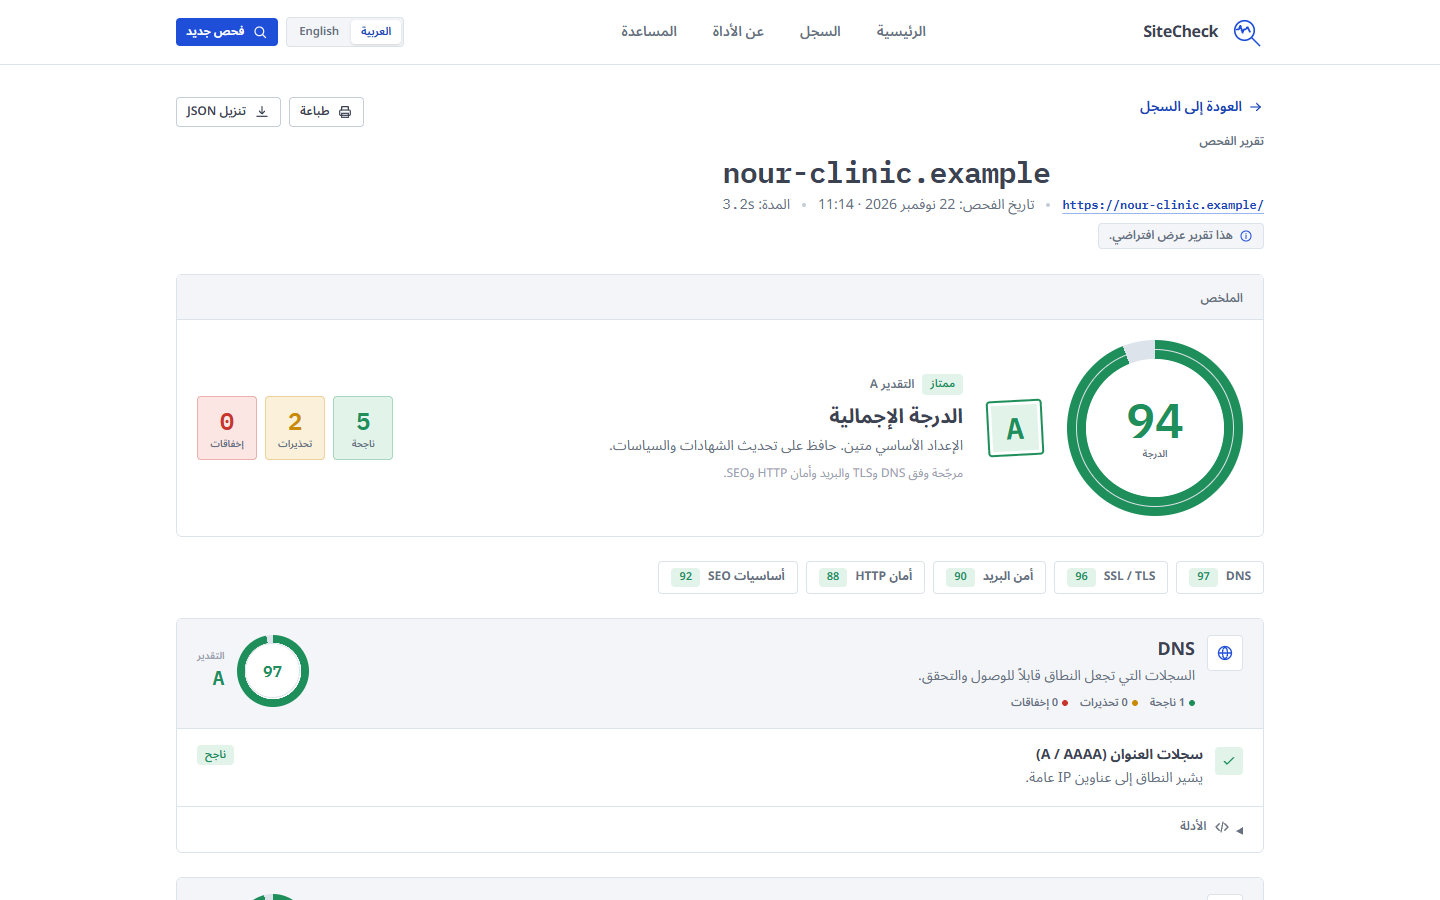 SiteCheck
الرئيسية
السجل
عن الأداة
المساعدة
العربية
English
فحص جديد
العودة إلى السجل
طباعة
تنزيل JSON
تقرير الفحص
nour-clinic.example
https://nour-clinic.example/ • تاريخ الفحص: 22 نوفمبر 2026 · 11:14 • المدة: 3.2s
هذا تقرير عرض افتراضي.
الملخص
94
الدرجة
A
ممتاز
التقدير A
الدرجة الإجمالية
الإعداد الأساسي متين. حافظ على تحديث الشهادات والسياسات.
مرجّحة وفق DNS وTLS والبريد وأمان HTTP وSEO.
5
ناجحة
2
تحذيرات
0
إخفاقات
DNS 97
SSL / TLS 96
أمن البريد 90
أمان HTTP 88
أساسيات SEO 92
DNS
السجلات التي تجعل النطاق قابلاً للوصول والتحقق.
1 ناجحة
0 تحذيرات
0 إخفاقات
97
التقدير
A
سجلات العنوان (A / AAAA)
يشير النطاق إلى عناوين IP عامة.
ناجح
الأدلة